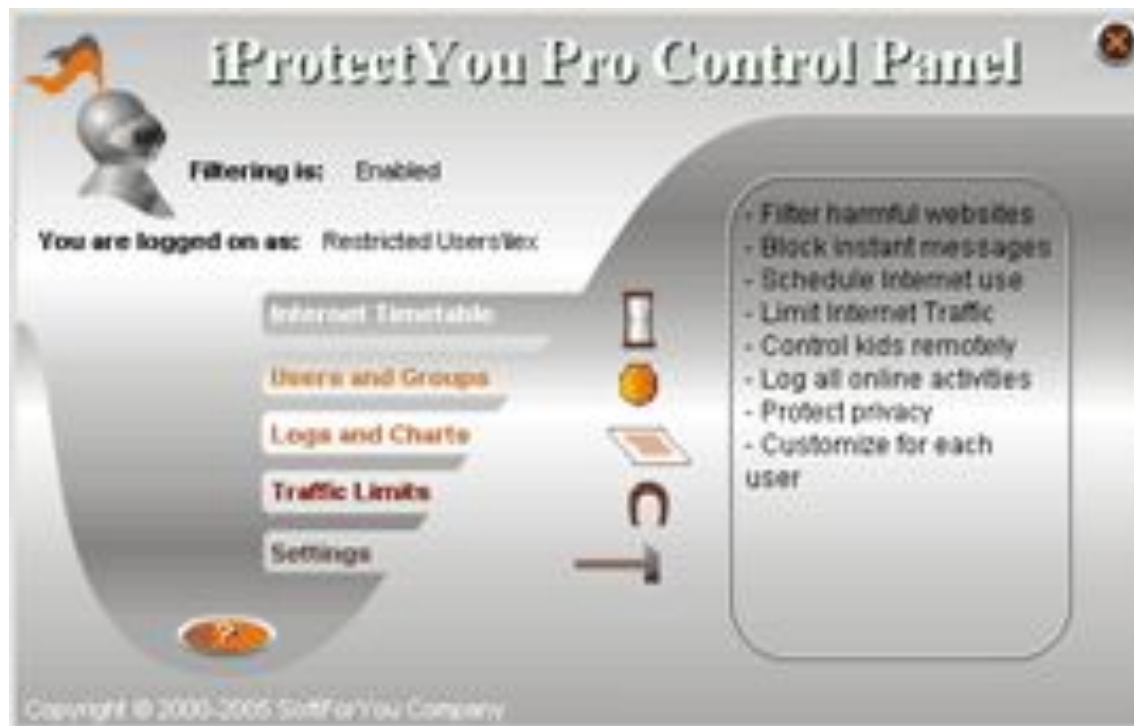 iProtectYou Pro Control Panel
Filtering is: Enabled
You are logged on as: Restricted Users\lex
Internet Timetable
Users and Groups
Logs and Charts
Traffic Limits
Settings
?
- Filter harmful websites
- Block instant messages
- Schedule Internet use
- Limit Internet Traffic
- Control kids remotely
- Log all online activities
- Protect privacy
- Customize for each
user
Copyright © 2000-2005 SoftForYou Company